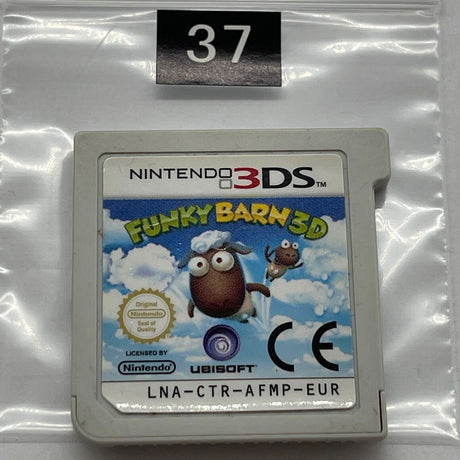 37
NINTENDO 3DS™
FUNKY BARN 3D
Original
Nintendo
Seal of
Quality
LICENSED BY
Nintendo
UBISOFT
CE
LNA-CTR-AFMP-EUR